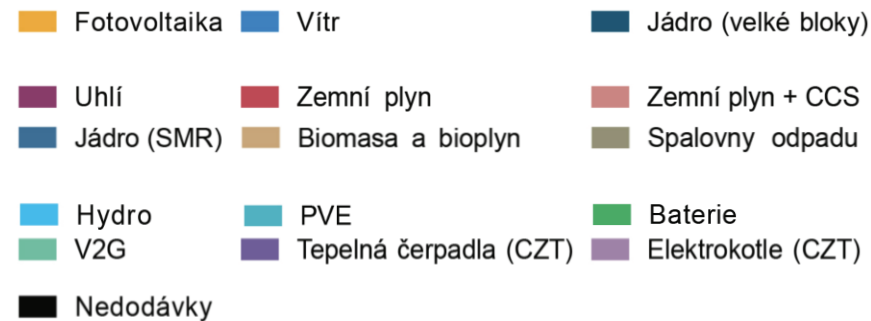 Fotovoltaika Vítr Jádro (velké bloky)
Uhlí Zemní plyn Zemní plyn + CCS
Jádro (SMR) Biomasa a bioplyn Spalovny odpadu
Hydro PVE Baterie
V2G Tepelná čerpadla (CZT) Elektrokotle (CZT)
Nedodávky